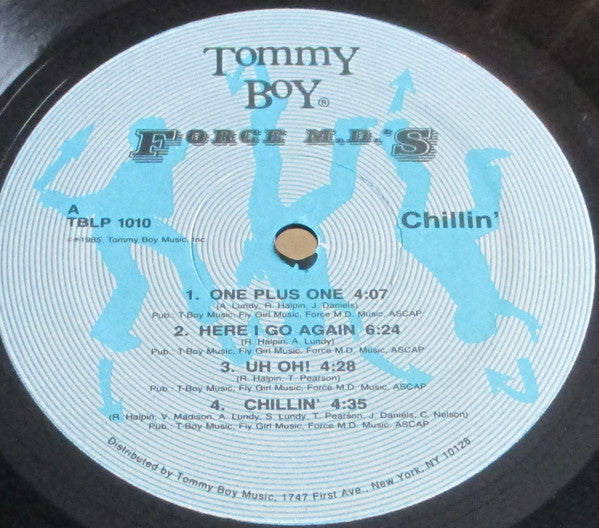 Tommy
Boy®
FORCE M.D.'S
A
TBLP 1010
Chillin'
©℗1985, Tommy Boy Music, Inc.
1. ONE PLUS ONE 4:07
(A. Lundy, R. Halpin, J. Daniels)
Pub.: T-Boy Music, Fly Girl Music, Force M.D. Music, ASCAP
2. HERE I GO AGAIN 6:24
(R. Halpin, A. Lundy)
Pub.: T-Boy Music, Fly Girl Music, Force M.D. Music, ASCAP
3. UH OH! 4:28
(R. Halpin, T. Pearson)
Pub.: T-Boy Music, Fly Girl Music, Force M.D. Music, ASCAP
4. CHILLIN' 4:35
(R. Halpin, V. Madison, A. Lundy, S. Lundy, T. Pearson, J. Daniels, C. Nelson)
Pub.: T-Boy Music, Fly Girl Music, Force M.D. Music, ASCAP
Distributed by Tommy Boy Music, 1747 First Ave., New York, NY 10128